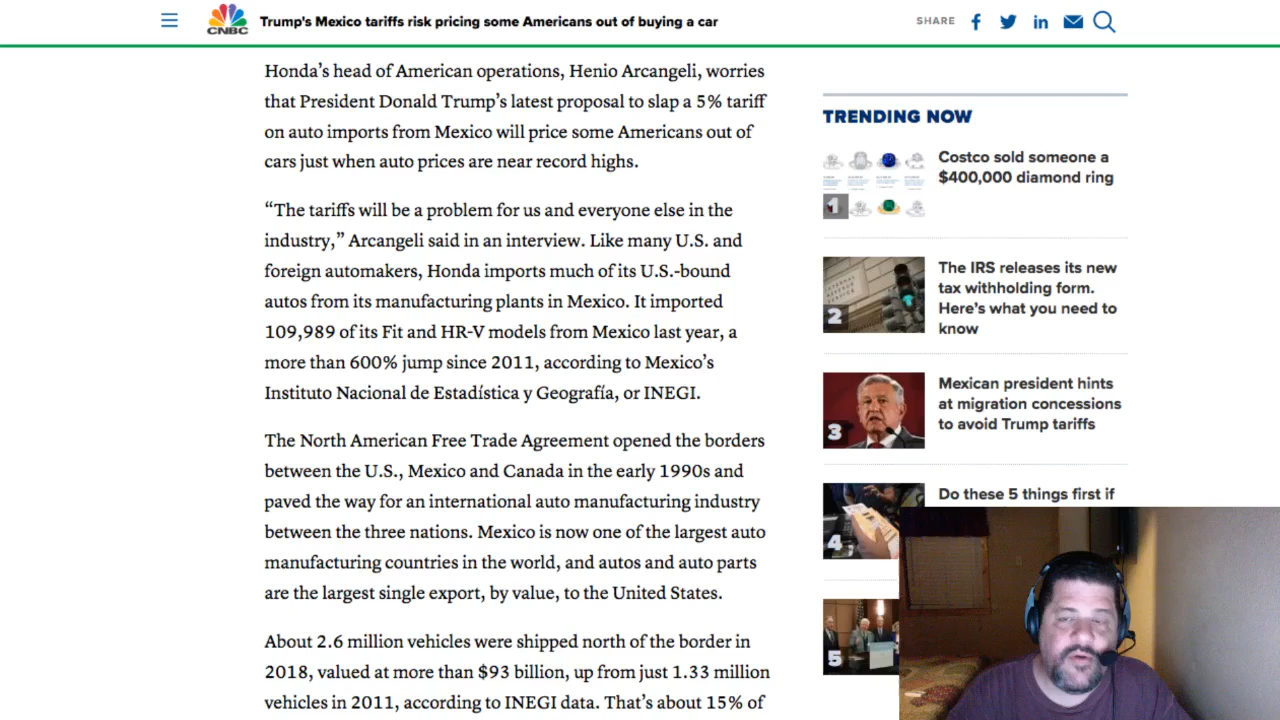 CNBC
Trump's Mexico tariffs risk pricing some Americans out of buying a car
SHARE
Honda’s head of American operations, Henio Arcangeli, worries
that President Donald Trump’s latest proposal to slap a 5% tariff
on auto imports from Mexico will price some Americans out of
cars just when auto prices are near record highs.
“The tariffs will be a problem for us and everyone else in the
industry,” Arcangeli said in an interview. Like many U.S. and
foreign automakers, Honda imports much of its U.S.-bound
autos from its manufacturing plants in Mexico. It imported
109,989 of its Fit and HR-V models from Mexico last year, a
more than 600% jump since 2011, according to Mexico’s
Instituto Nacional de Estadística y Geografía, or INEGI.
The North American Free Trade Agreement opened the borders
between the U.S., Mexico and Canada in the early 1990s and
paved the way for an international auto manufacturing industry
between the three nations. Mexico is now one of the largest auto
manufacturing countries in the world, and autos and auto parts
are the largest single export, by value, to the United States.
About 2.6 million vehicles were shipped north of the border in
2018, valued at more than $93 billion, up from just 1.33 million
vehicles in 2011, according to INEGI data. That’s about 15% of
TRENDING NOW
1
Costco sold someone a
$400,000 diamond ring
2
The IRS releases its new
tax withholding form.
Here’s what you need to
know
3
Mexican president hints
at migration concessions
to avoid Trump tariffs
4
Do these 5 things first if
5